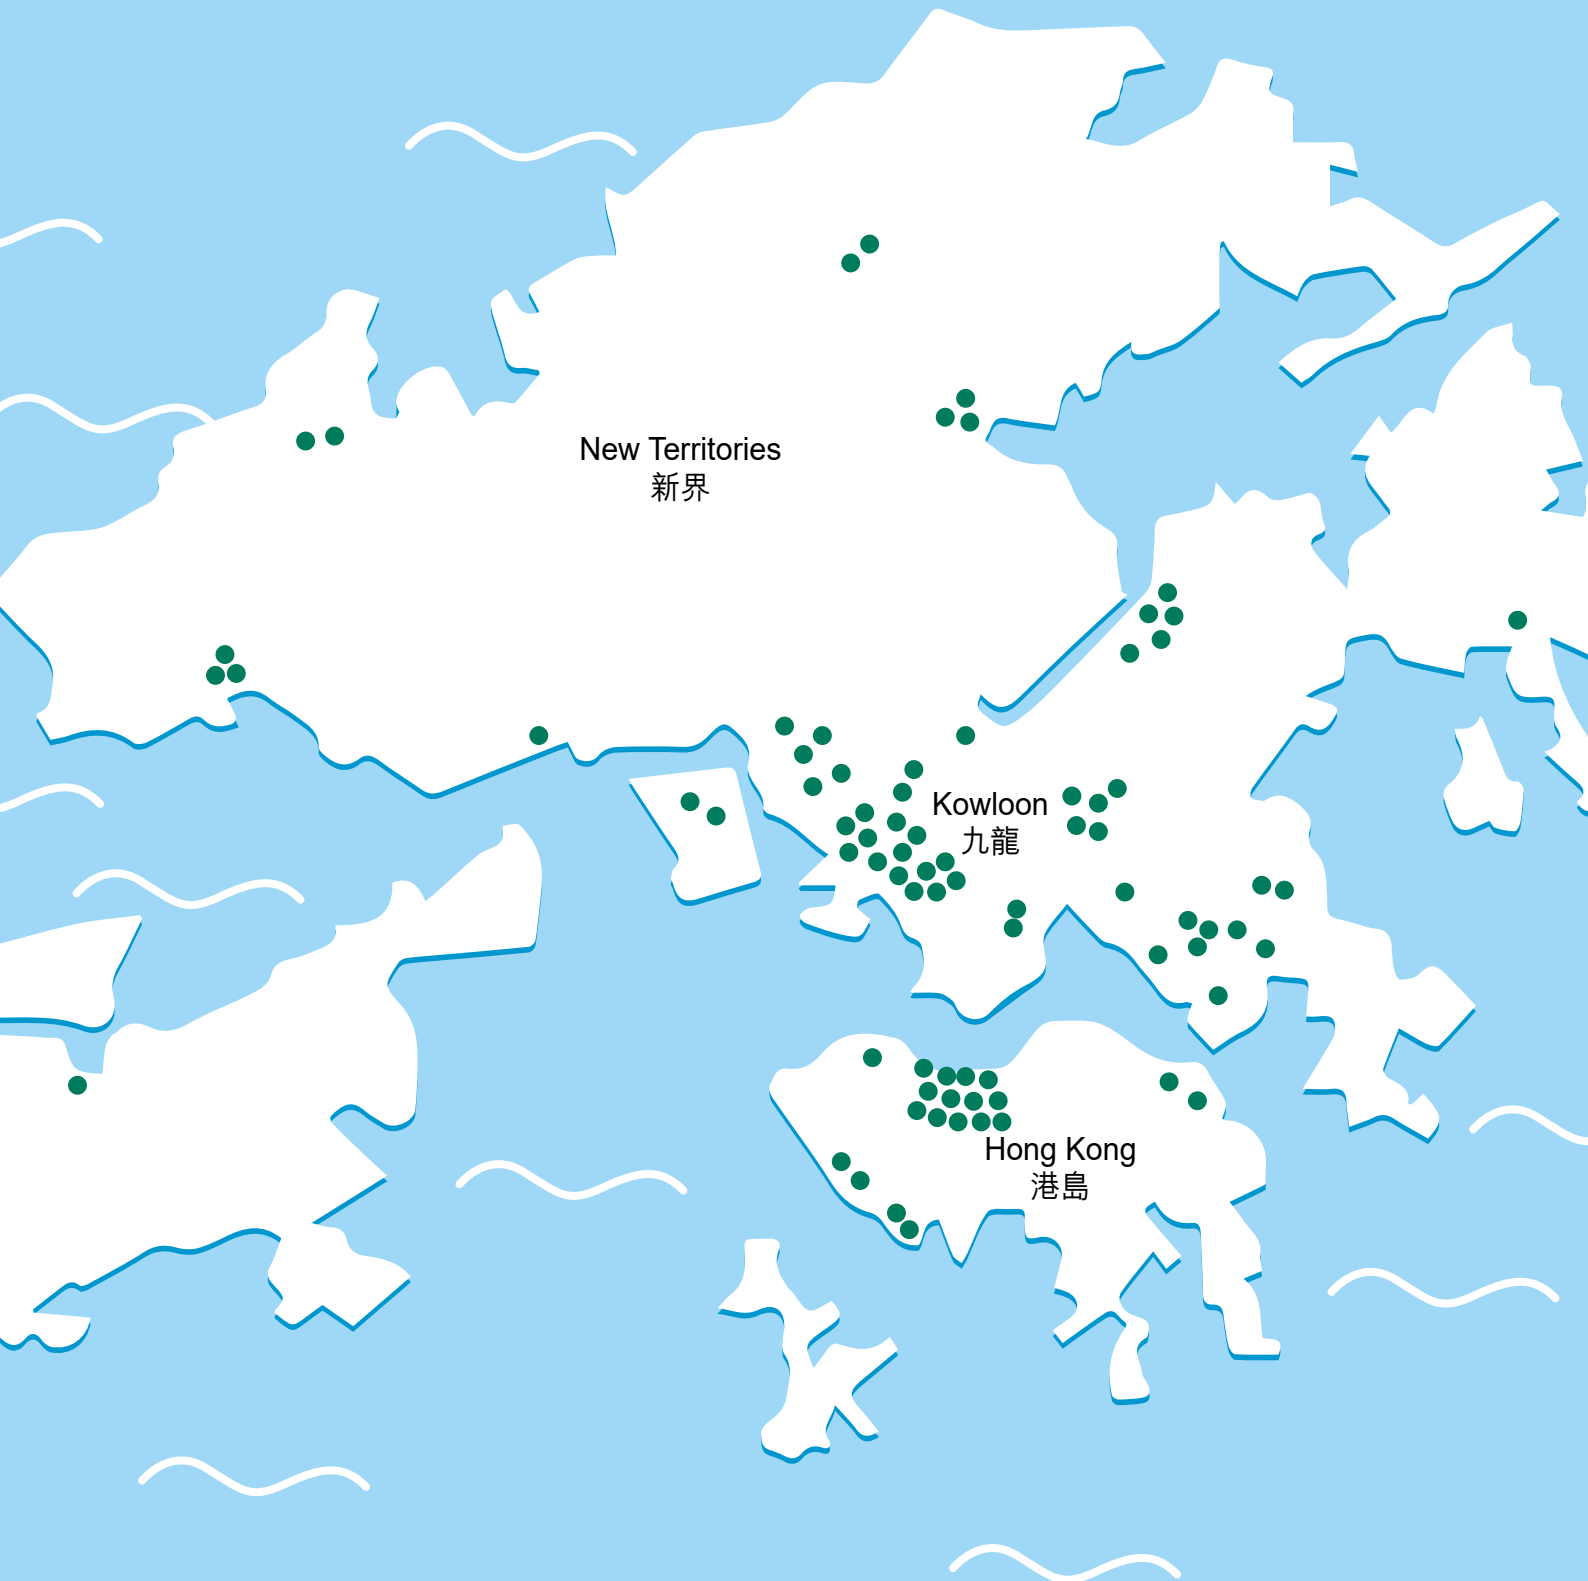 New Territories
新界
Kowloon
九龍
Hong Kong
港島